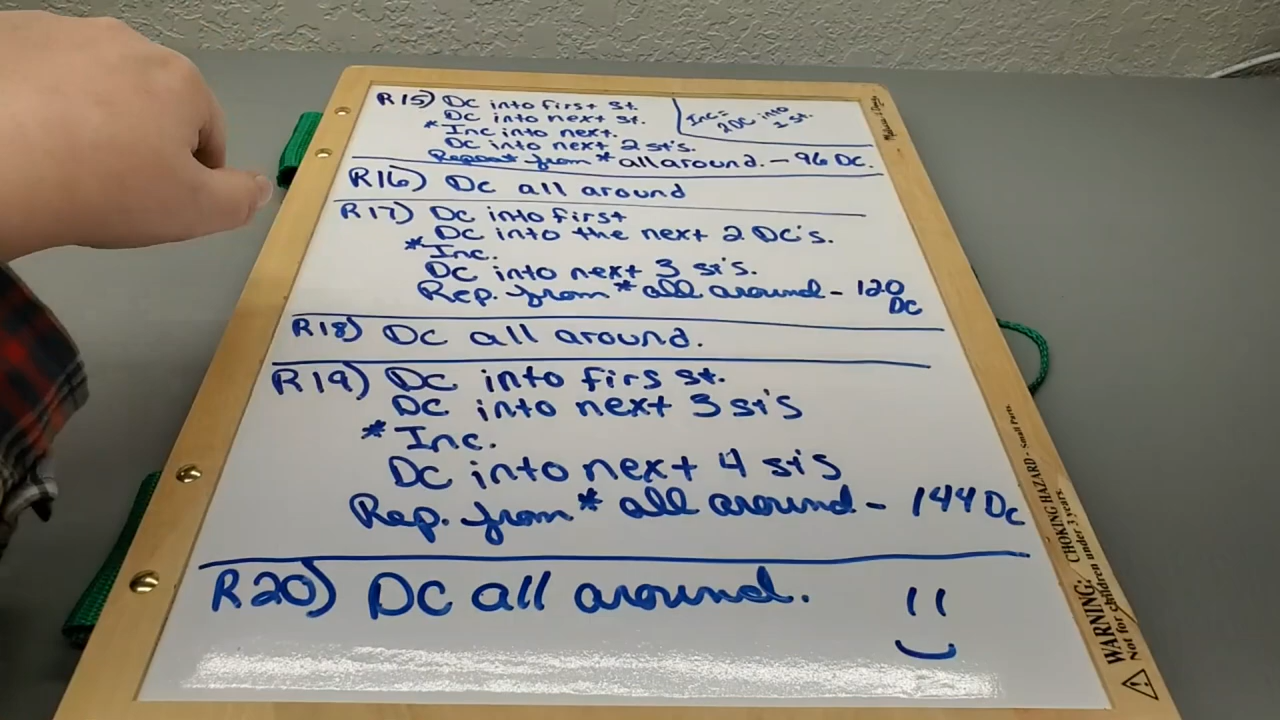 R15) Dc into first st.
Dc into next st.
* Inc into next.
Dc into next 2 st's.
Repeat from * all around. - 96 Dc.
Inc=
2DC into
1 st.
R16) Dc all around
R17) Dc into first
Dc into the next 2 Dc's.
* Inc.
Dc into next 3 st's.
Rep. from * all around - 120
DC
R18) Dc all around.
R19) Dc into firs st.
Dc into next 3 st's
* Inc.
Dc into next 4 st's
Rep. from * all around - 144 Dc
R20) DC all around.
WARNING:
CHOKING HAZARD - Small Parts.
Not for children under 3 years.